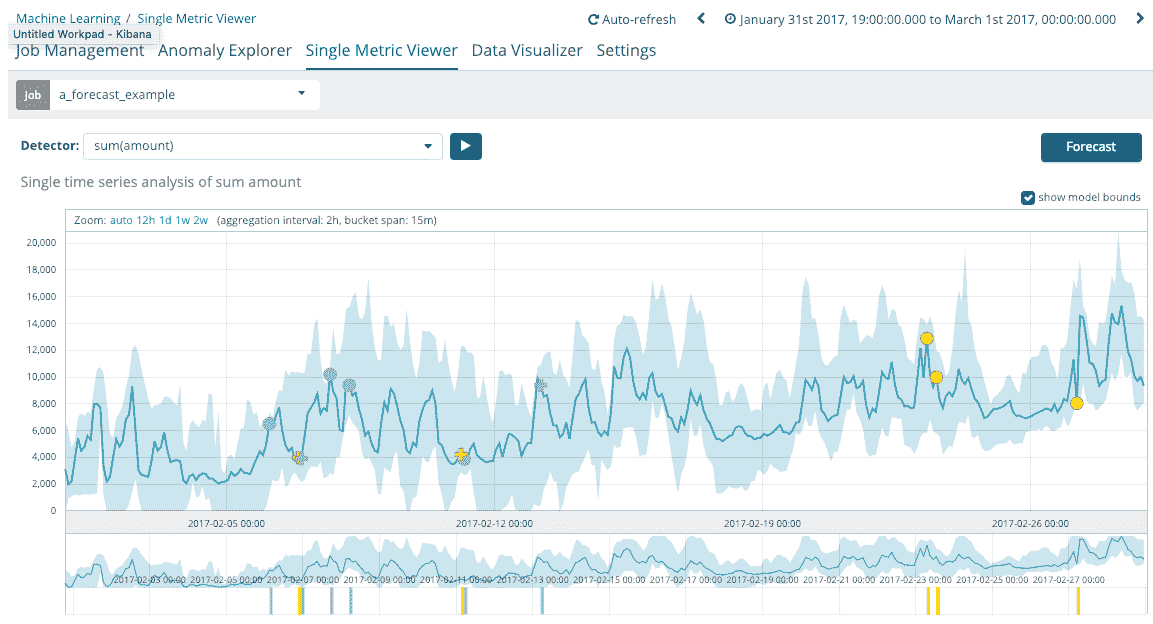 Machine Learning / Single Metric Viewer
Auto-refresh January 31st 2017, 19:00:00.000 to March 1st 2017, 00:00:00.000
Untitled Workpad - Kibana
Job Management Anomaly Explorer Single Metric Viewer Data Visualizer Settings
Job a_forecast_example
Detector: sum(amount)
Forecast
Single time series analysis of sum amount
show model bounds
Zoom: auto 12h 1d 1w 2w (aggregation interval: 2h, bucket span: 15m)
20,000
18,000
16,000
14,000
12,000
10,000
8,000
6,000
4,000
2,000
0
2017-02-05 00:00 2017-02-12 00:00 2017-02-19 00:00 2017-02-26 00:00
2017-02-03 00:00 2017-02-05 00:00 2017-02-07 00:00 2017-02-09 00:00 2017-02-11 00:00 2017-02-13 00:00 2017-02-15 00:00 2017-02-17 00:00 2017-02-19 00:00 2017-02-21 00:00 2017-02-23 00:00 2017-02-25 00:00 2017-02-27 00:00